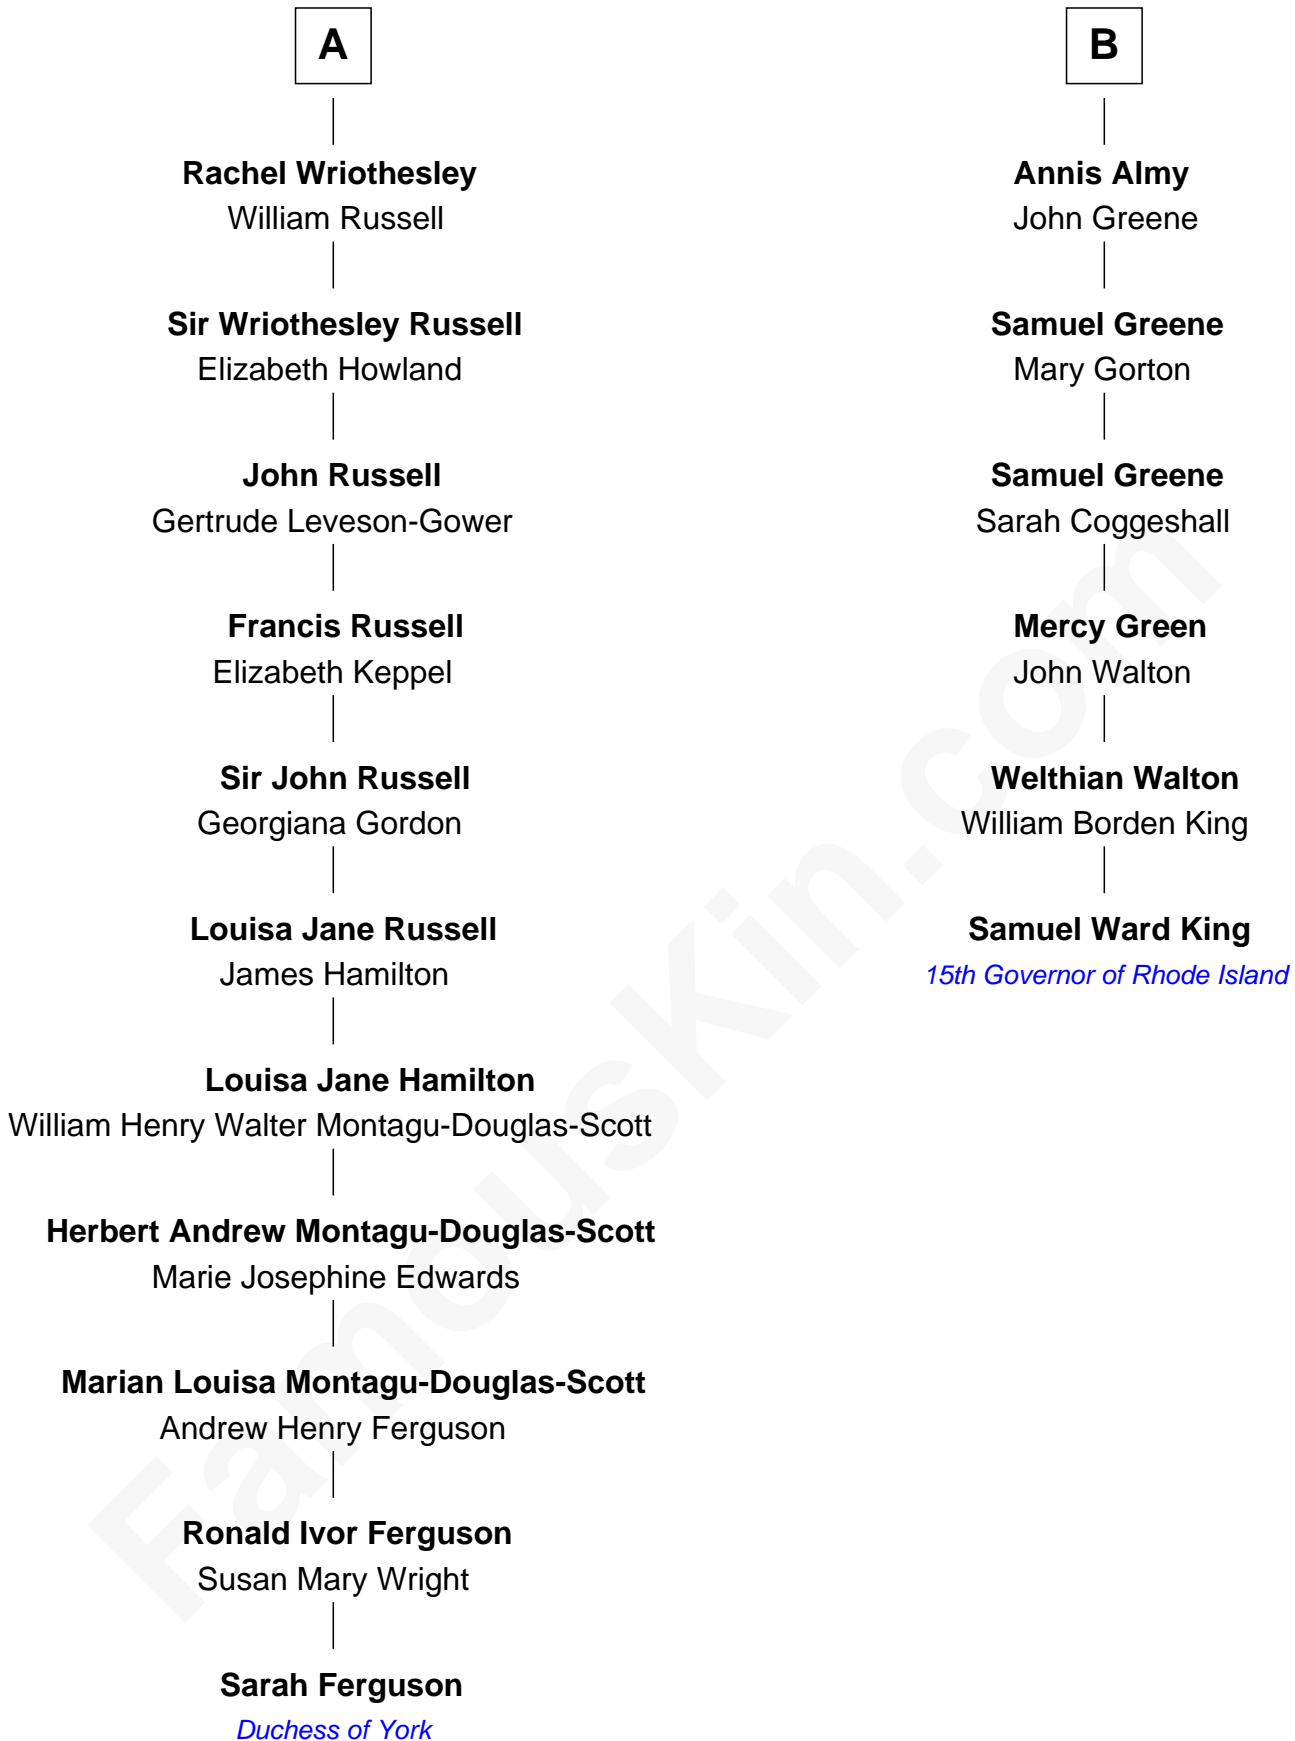 A
Rachel Wriothesley
William Russell
Sir Wriothesley Russell
Elizabeth Howland
John Russell
Gertrude Leveson-Gower
Francis Russell
Elizabeth Keppel
Sir John Russell
Georgiana Gordon
Louisa Jane Russell
James Hamilton
Louisa Jane Hamilton
William Henry Walter Montagu-Douglas-Scott
Herbert Andrew Montagu-Douglas-Scott
Marie Josephine Edwards
Marian Louisa Montagu-Douglas-Scott
Andrew Henry Ferguson
Ronald Ivor Ferguson
Susan Mary Wright
Sarah Ferguson
Duchess of York
B
Annis Almy
John Greene
Samuel Greene
Mary Gorton
Samuel Greene
Sarah Coggeshall
Mercy Green
John Walton
Welthian Walton
William Borden King
Samuel Ward King
15th Governor of Rhode Island
FamousKin.com